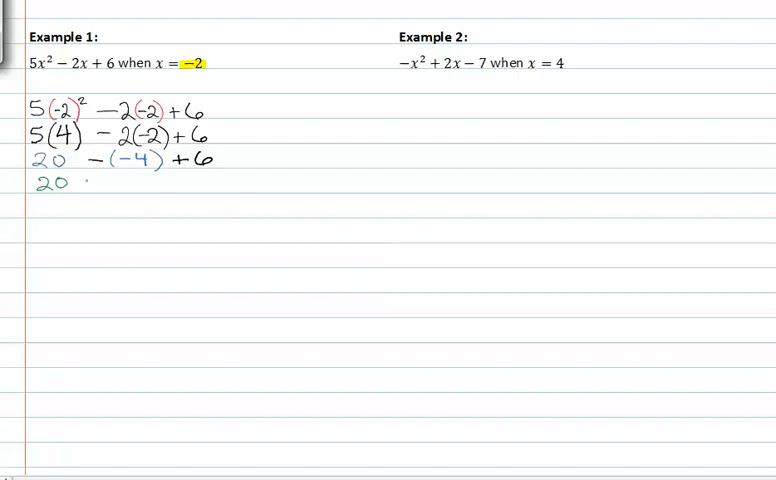 Example 1:
5x² − 2x + 6 when x = −2
5(-2)² − 2(-2) + 6
5(4) − 2(-2) + 6
20 − (-4) + 6
20
Example 2:
−x² + 2x − 7 when x = 4